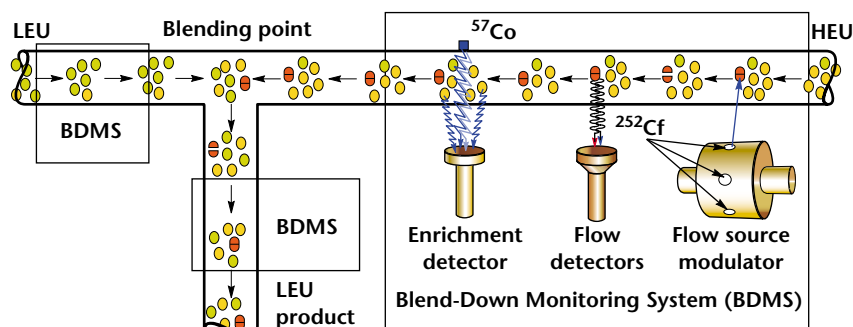 LEU
Blending point
⁵⁷Co
HEU
BDMS
²⁵²Cf
BDMS
Enrichment
detector
Flow
detectors
Flow source
modulator
LEU
product
Blend-Down Monitoring System (BDMS)